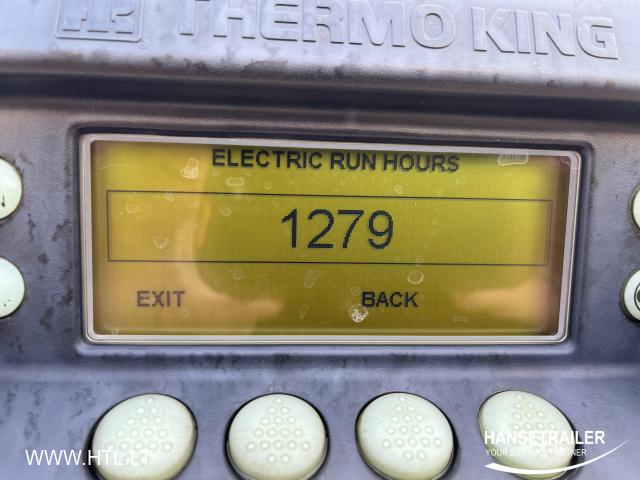 THERMO KING
ELECTRIC RUN HOURS
1279
EXIT BACK
WWW.HTL.LT
HANSETRAILER
YOUR BUSINESS PARTNER